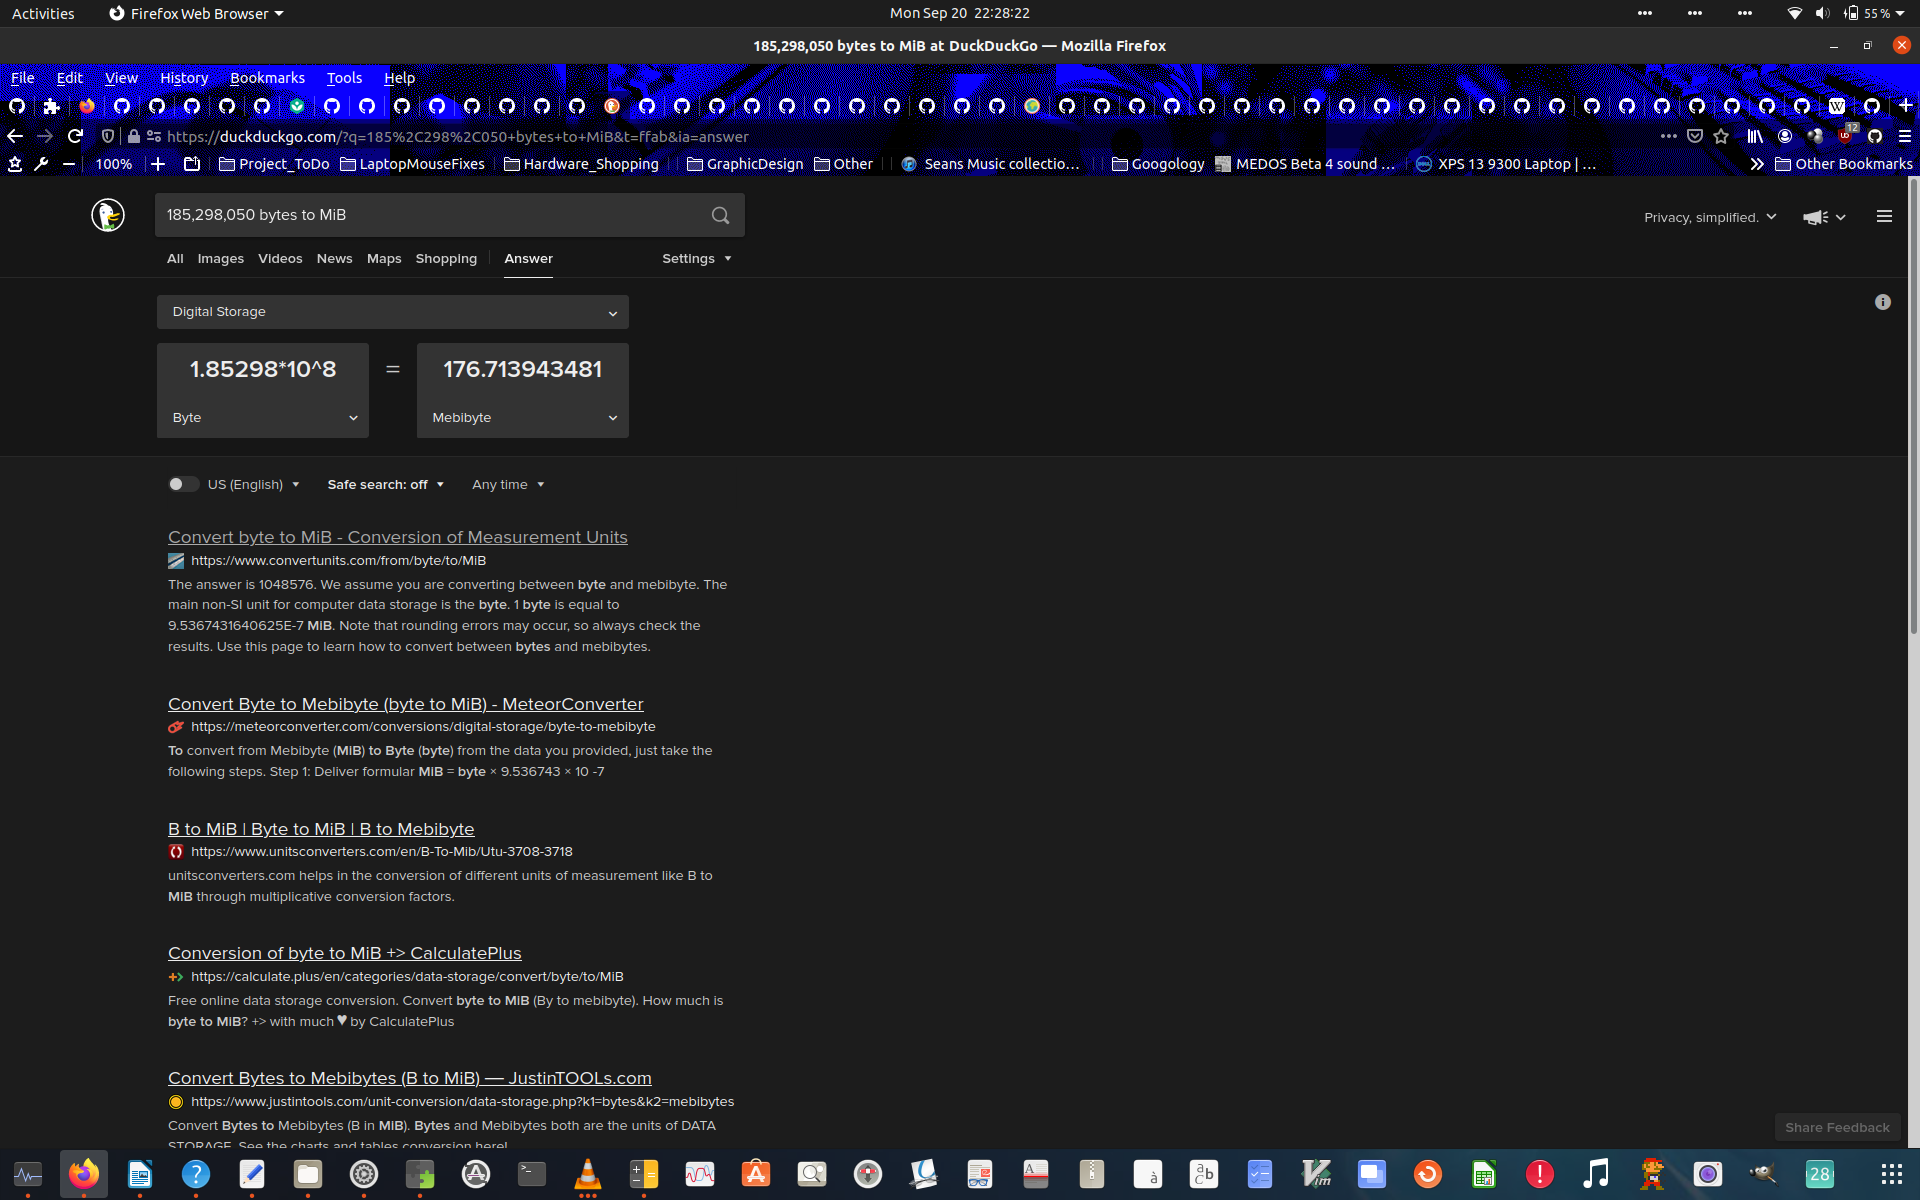 Activities
Firefox Web Browser
Mon Sep 20 22:28:22
55 %
185,298,050 bytes to MiB at DuckDuckGo — Mozilla Firefox
File Edit View History Bookmarks Tools Help
https://duckduckgo.com/?q=185%2C298%2C050+bytes+to+MiB&t=ffab&ia=answer
12
100%
Project_ToDo
LaptopMouseFixes
Hardware_Shopping
GraphicDesign
Other
Seans Music collectio…
Googology
MEDOS Beta 4 sound …
XPS 13 9300 Laptop | …
Other Bookmarks
185,298,050 bytes to MiB
Privacy, simplified.
All Images Videos News Maps Shopping Answer Settings
Digital Storage
1.85298*10^8 = 176.713943481
Byte Mebibyte
US (English) Safe search: off Any time
Convert byte to MiB - Conversion of Measurement Units
https://www.convertunits.com/from/byte/to/MiB
The answer is 1048576. We assume you are converting between byte and mebibyte. The
main non-SI unit for computer data storage is the byte. 1 byte is equal to
9.5367431640625E-7 MiB. Note that rounding errors may occur, so always check the
results. Use this page to learn how to convert between bytes and mebibytes.
Convert Byte to Mebibyte (byte to MiB) - MeteorConverter
https://meteorconverter.com/conversions/digital-storage/byte-to-mebibyte
To convert from Mebibyte (MiB) to Byte (byte) from the data you provided, just take the
following steps. Step 1: Deliver formular MiB = byte × 9.536743 × 10 -7
B to MiB | Byte to MiB | B to Mebibyte
https://www.unitsconverters.com/en/B-To-Mib/Utu-3708-3718
unitsconverters.com helps in the conversion of different units of measurement like B to
MiB through multiplicative conversion factors.
Conversion of byte to MiB +> CalculatePlus
https://calculate.plus/en/categories/data-storage/convert/byte/to/MiB
Free online data storage conversion. Convert byte to MiB (By to mebibyte). How much is
byte to MiB? +> with much ♥ by CalculatePlus
Convert Bytes to Mebibytes (B to MiB) — JustinTOOLs.com
https://www.justintools.com/unit-conversion/data-storage.php?k1=bytes&k2=mebibytes
Convert Bytes to Mebibytes (B in MiB). Bytes and Mebibytes both are the units of DATA
STORAGE. See the charts and tables conversion here!
Share Feedback
28